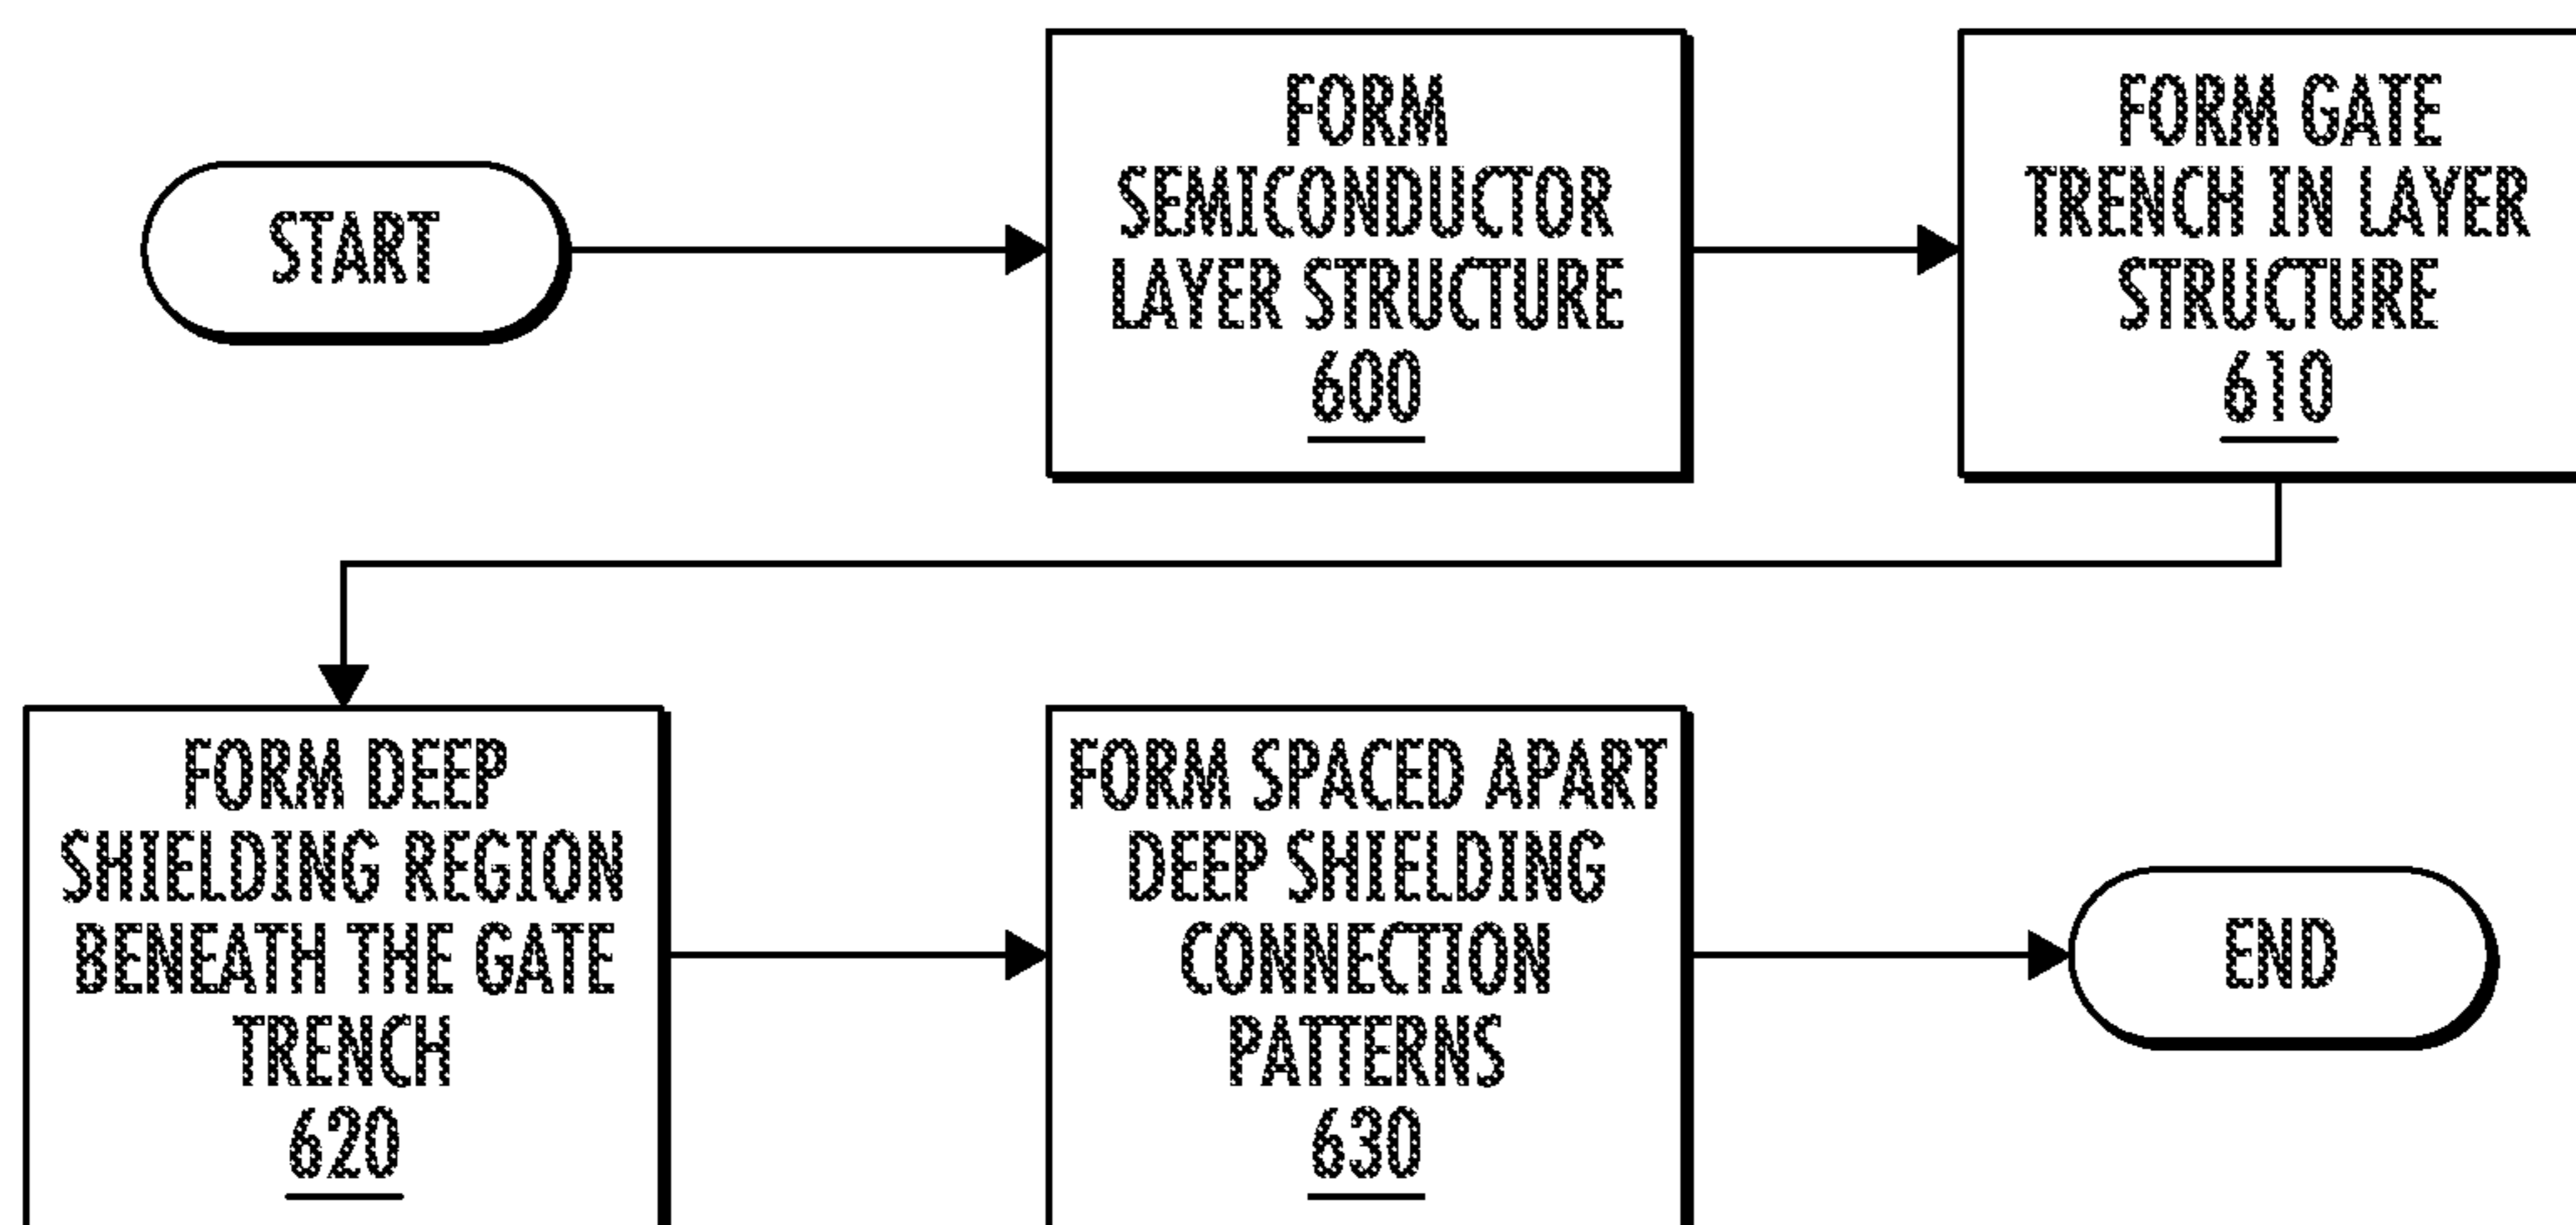 START
FORM
SEMICONDUCTOR
LAYER STRUCTURE
600
FORM GATE
TRENCH IN LAYER
STRUCTURE
610
FORM DEEP
SHIELDING REGION
BENEATH THE GATE
TRENCH
620
FORM SPACED APART
DEEP SHIELDING
CONNECTION
PATTERNS
630
END